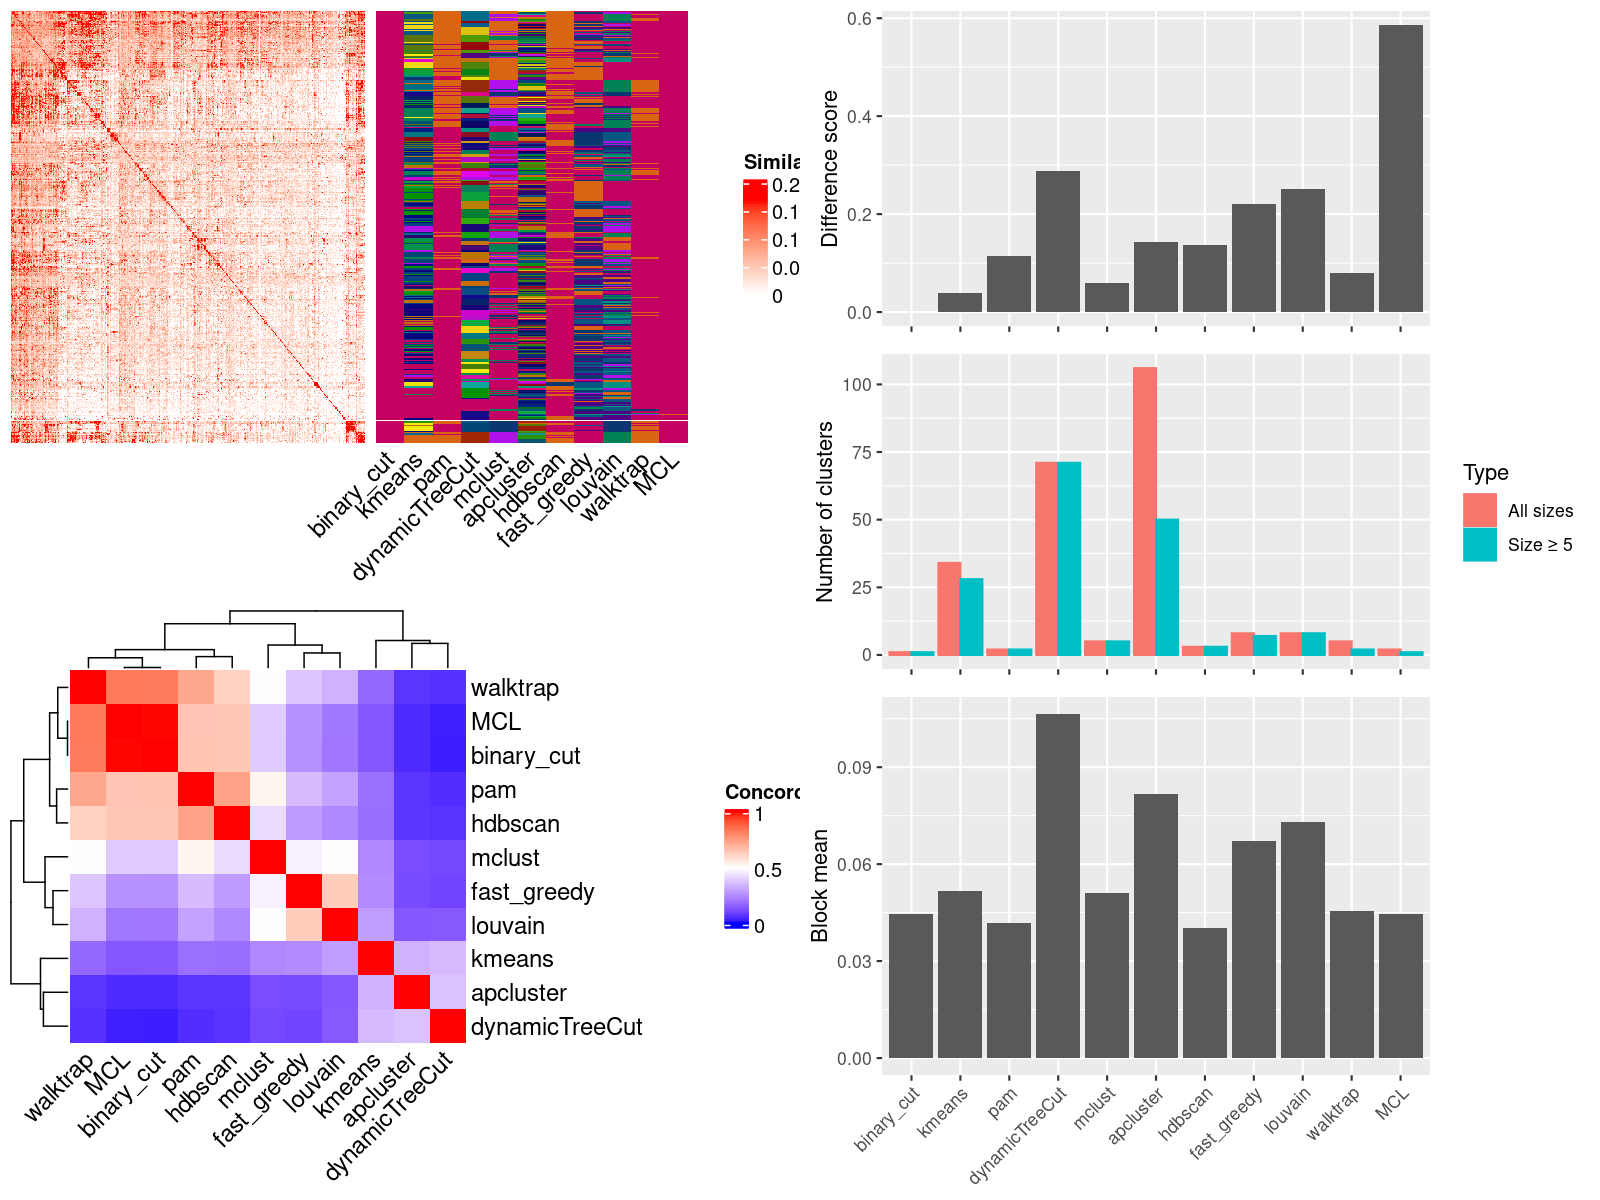 Simila
0.2
0.1
0.1
0.0
0
binary_cut
kmeans
pam
dynamicTreeCut
mclust
apcluster
hdbscan
fast_greedy
louvain
walktrap
MCL
walktrap
MCL
binary_cut
pam
hdbscan
mclust
fast_greedy
louvain
kmeans
apcluster
dynamicTreeCut
walktrap
MCL
binary_cut
pam
hdbscan
mclust
fast_greedy
louvain
kmeans
apcluster
dynamicTreeCut
Concord
1
0.5
0
Difference score
0.6
0.4
0.2
0.0
Number of clusters
100
75
50
25
0
Type
All sizes
Size ≥ 5
Block mean
0.09
0.06
0.03
0.00
binary_cut
kmeans
pam
dynamicTreeCut
mclust
apcluster
hdbscan
fast_greedy
louvain
walktrap
MCL